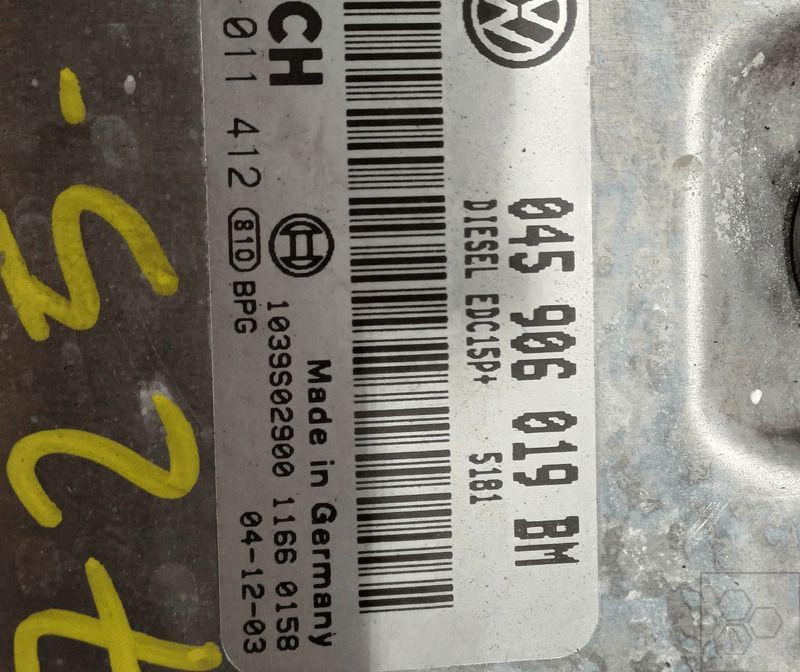 045 906 019 BM
DIESEL EDC15P+ 5181
CH
011 412 810 BPG
1039S02900 1166 0158
Made in Germany
04-12-03